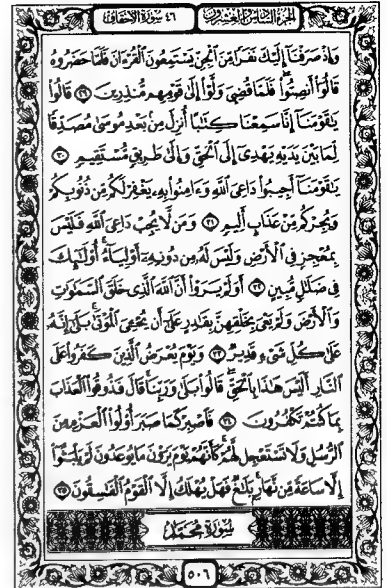 الجزء السادس والعشرون ٤٦ سورة الأحقاف
وَإِذْ صَرَفْنَآ إِلَيْكَ نَفَرًا مِّنَ ٱلْجِنِّ يَسْتَمِعُونَ ٱلْقُرْءَانَ فَلَمَّا حَضَرُوهُ
قَالُوٓا۟ أَنصِتُوا۟ ۖ فَلَمَّا قُضِىَ وَلَّوْا۟ إِلَىٰ قَوْمِهِم مُّنذِرِينَ ٢٩ قَالُوا۟
يَـٰقَوْمَنَآ إِنَّا سَمِعْنَا كِتَـٰبًا أُنزِلَ مِنۢ بَعْدِ مُوسَىٰ مُصَدِّقًا
لِّمَا بَيْنَ يَدَيْهِ يَهْدِىٓ إِلَى ٱلْحَقِّ وَإِلَىٰ طَرِيقٍ مُّسْتَقِيمٍ ٣٠
يَـٰقَوْمَنَآ أَجِيبُوا۟ دَاعِىَ ٱللَّهِ وَءَامِنُوا۟ بِهِۦ يَغْفِرْ لَكُم مِّن ذُنُوبِكُمْ
وَيُجِرْكُم مِّنْ عَذَابٍ أَلِيمٍ ٣١ وَمَن لَّا يُجِبْ دَاعِىَ ٱللَّهِ فَلَيْسَ
بِمُعْجِزٍ فِى ٱلْأَرْضِ وَلَيْسَ لَهُۥ مِن دُونِهِۦٓ أَوْلِيَآءُ ۚ أُو۟لَـٰٓئِكَ
فِى ضَلَـٰلٍ مُّبِينٍ ٣٢ أَوَلَمْ يَرَوْا۟ أَنَّ ٱللَّهَ ٱلَّذِى خَلَقَ ٱلسَّمَـٰوَٰتِ
وَٱلْأَرْضَ وَلَمْ يَعْىَ بِخَلْقِهِنَّ بِقَـٰدِرٍ عَلَىٰٓ أَن يُحْـِۧىَ ٱلْمَوْتَىٰ ۚ بَلَىٰٓ إِنَّهُۥ
عَلَىٰ كُلِّ شَىْءٍ قَدِيرٌ ٣٣ وَيَوْمَ يُعْرَضُ ٱلَّذِينَ كَفَرُوا۟ عَلَى
ٱلنَّارِ أَلَيْسَ هَـٰذَا بِٱلْحَقِّ ۖ قَالُوا۟ بَلَىٰ وَرَبِّنَا ۚ قَالَ فَذُوقُوا۟ ٱلْعَذَابَ
بِمَا كُنتُمْ تَكْفُرُونَ ٣٤ فَٱصْبِرْ كَمَا صَبَرَ أُو۟لُوا۟ ٱلْعَزْمِ مِنَ
ٱلرُّسُلِ وَلَا تَسْتَعْجِل لَّهُمْ ۚ كَأَنَّهُمْ يَوْمَ يَرَوْنَ مَا يُوعَدُونَ لَمْ يَلْبَثُوٓا۟
إِلَّا سَاعَةً مِّن نَّهَارٍۭ ۚ بَلَـٰغٌ ۚ فَهَلْ يُهْلَكُ إِلَّا ٱلْقَوْمُ ٱلْفَـٰسِقُونَ ٣٥
سُورَةُ مُحَمَّد
٥٠٦